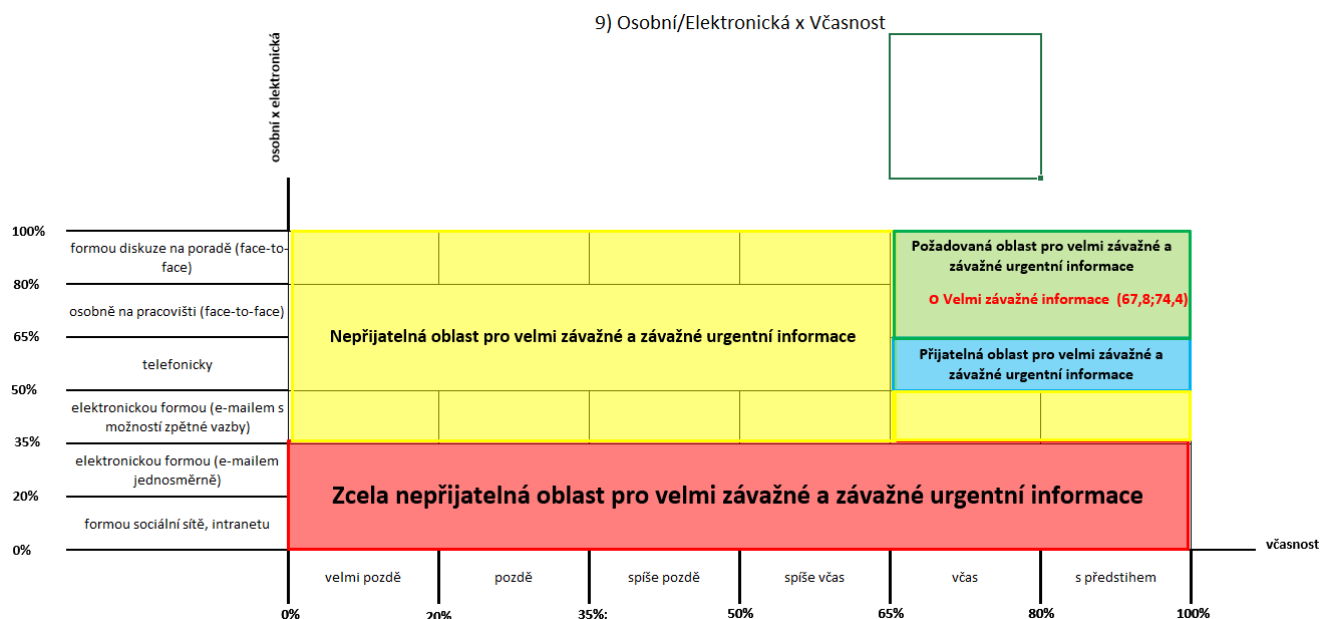 9) Osobní/Elektronická x Včasnost
osobní x elektronická
100%
formou diskuze na poradě (face-to-
face)
Požadovaná oblast pro velmi závažné a
závažné urgentní informace
80%
osobně na pracovišti (face-to-face)
O Velmi závažné informace (67,8;74,4)
Nepřijatelná oblast pro velmi závažné a závažné urgentní informace
65%
telefonicky
Přijatelná oblast pro velmi závažné a
závažné urgentní informace
50%
elektronickou formou (e-mailem s
možností zpětné vazby)
35%
elektronickou formou (e-mailem
jednosměrně)
Zcela nepřijatelná oblast pro velmi závažné a závažné urgentní informace
20%
formou sociální sítě, intranetu
0%
včasnost
velmi pozdě
pozdě
spíše pozdě
spíše včas
včas
s předstihem
0%
20%
35%:
50%
65%
80%
100%